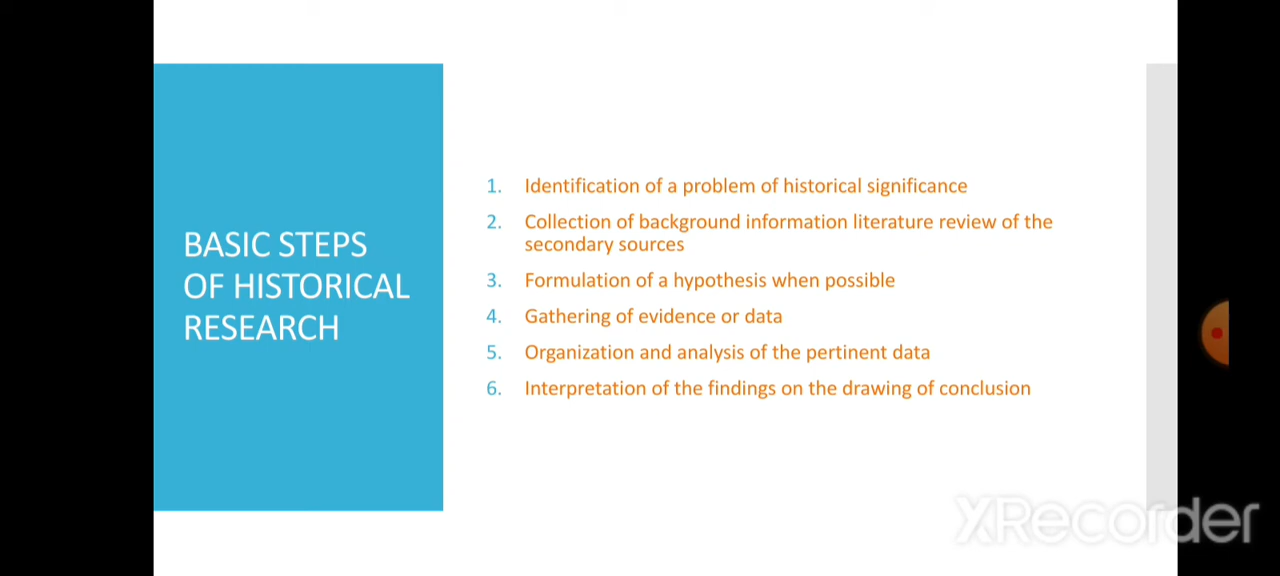 BASIC STEPS
OF HISTORICAL
RESEARCH
1. Identification of a problem of historical significance
2. Collection of background information literature review of the
secondary sources
3. Formulation of a hypothesis when possible
4. Gathering of evidence or data
5. Organization and analysis of the pertinent data
6. Interpretation of the findings on the drawing of conclusion
XRecorder